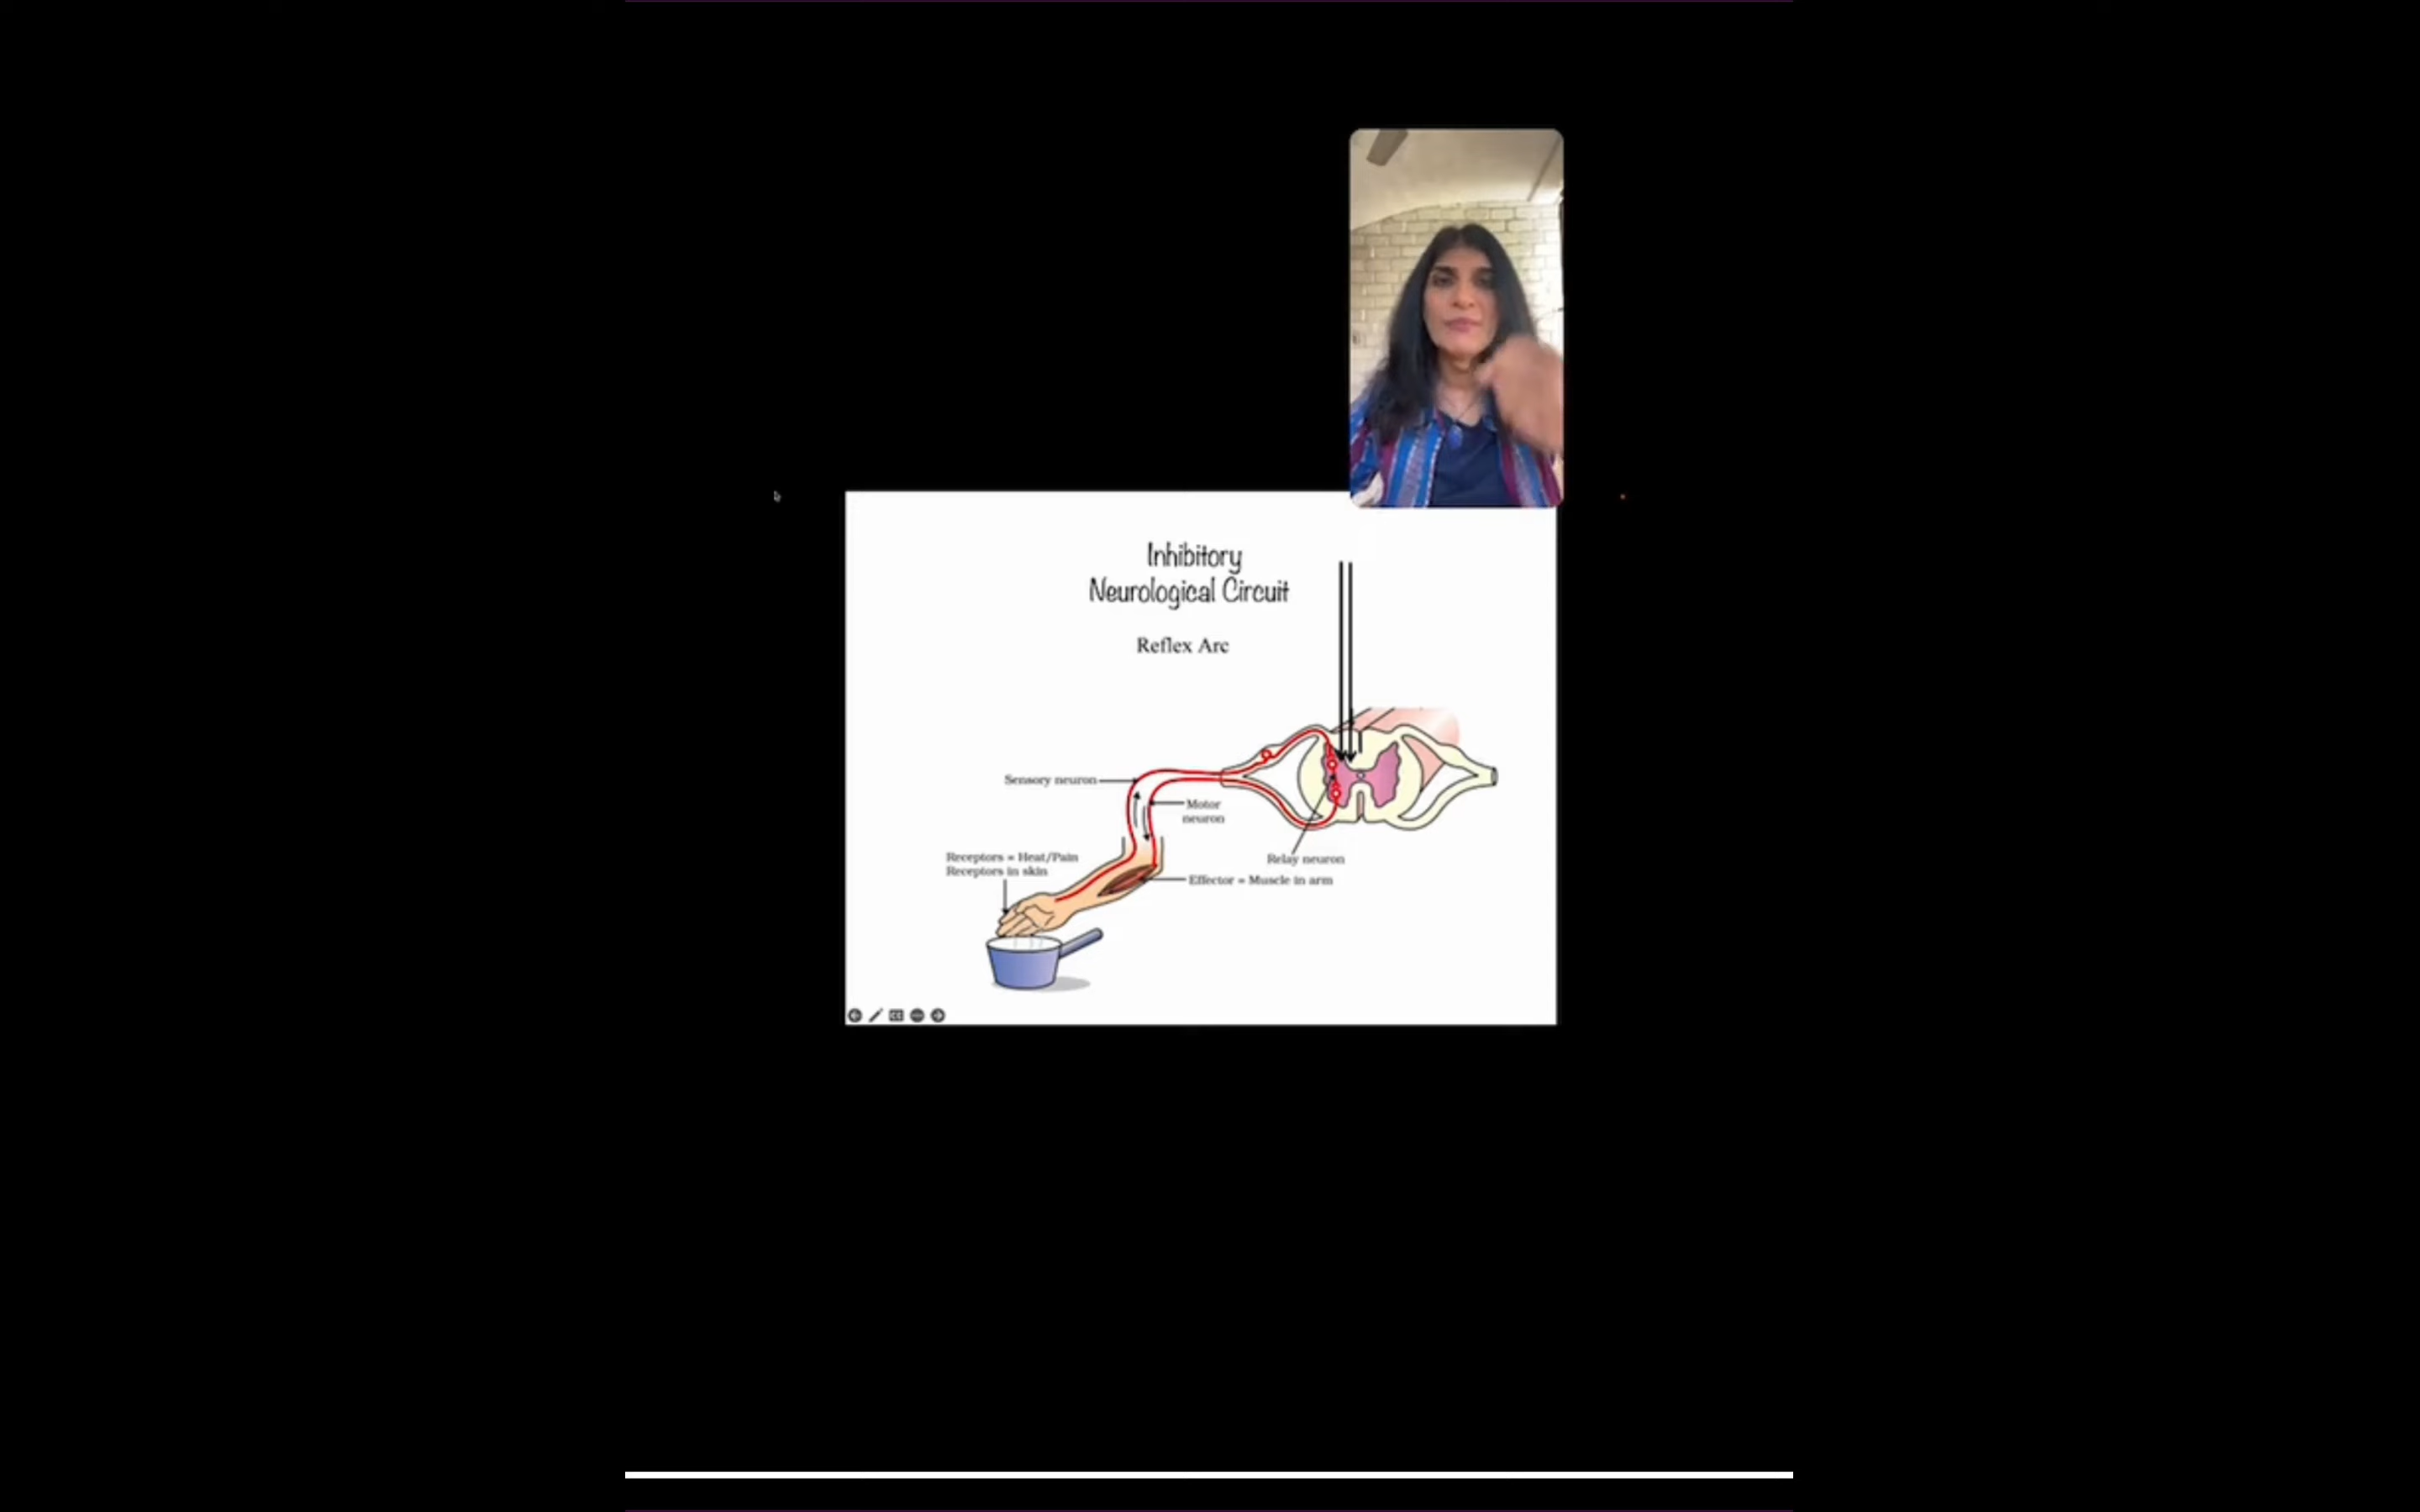 Inhibitory
Neurological Circuit
Reflex Arc
Sensory neuron
Motor
neuron
Receptors = Heat/Pain
Receptors in skin
Relay neuron
Effector = Muscle in arm